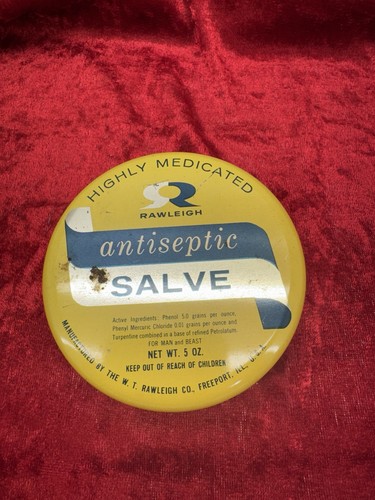 HIGHLY MEDICATED
RAWLEIGH
antiseptic
SALVE
Active Ingredients: Phenol 5.0 grains per ounce,
Phenyl Mercuric Chloride 0.01 grains per ounce and
Turpentine combined in a base of refined Petrolatum.
FOR MAN and BEAST
NET WT. 5 OZ.
KEEP OUT OF REACH OF CHILDREN
MANUFACTURED BY THE W. T. RAWLEIGH CO., FREEPORT, ILL., U.S.A.